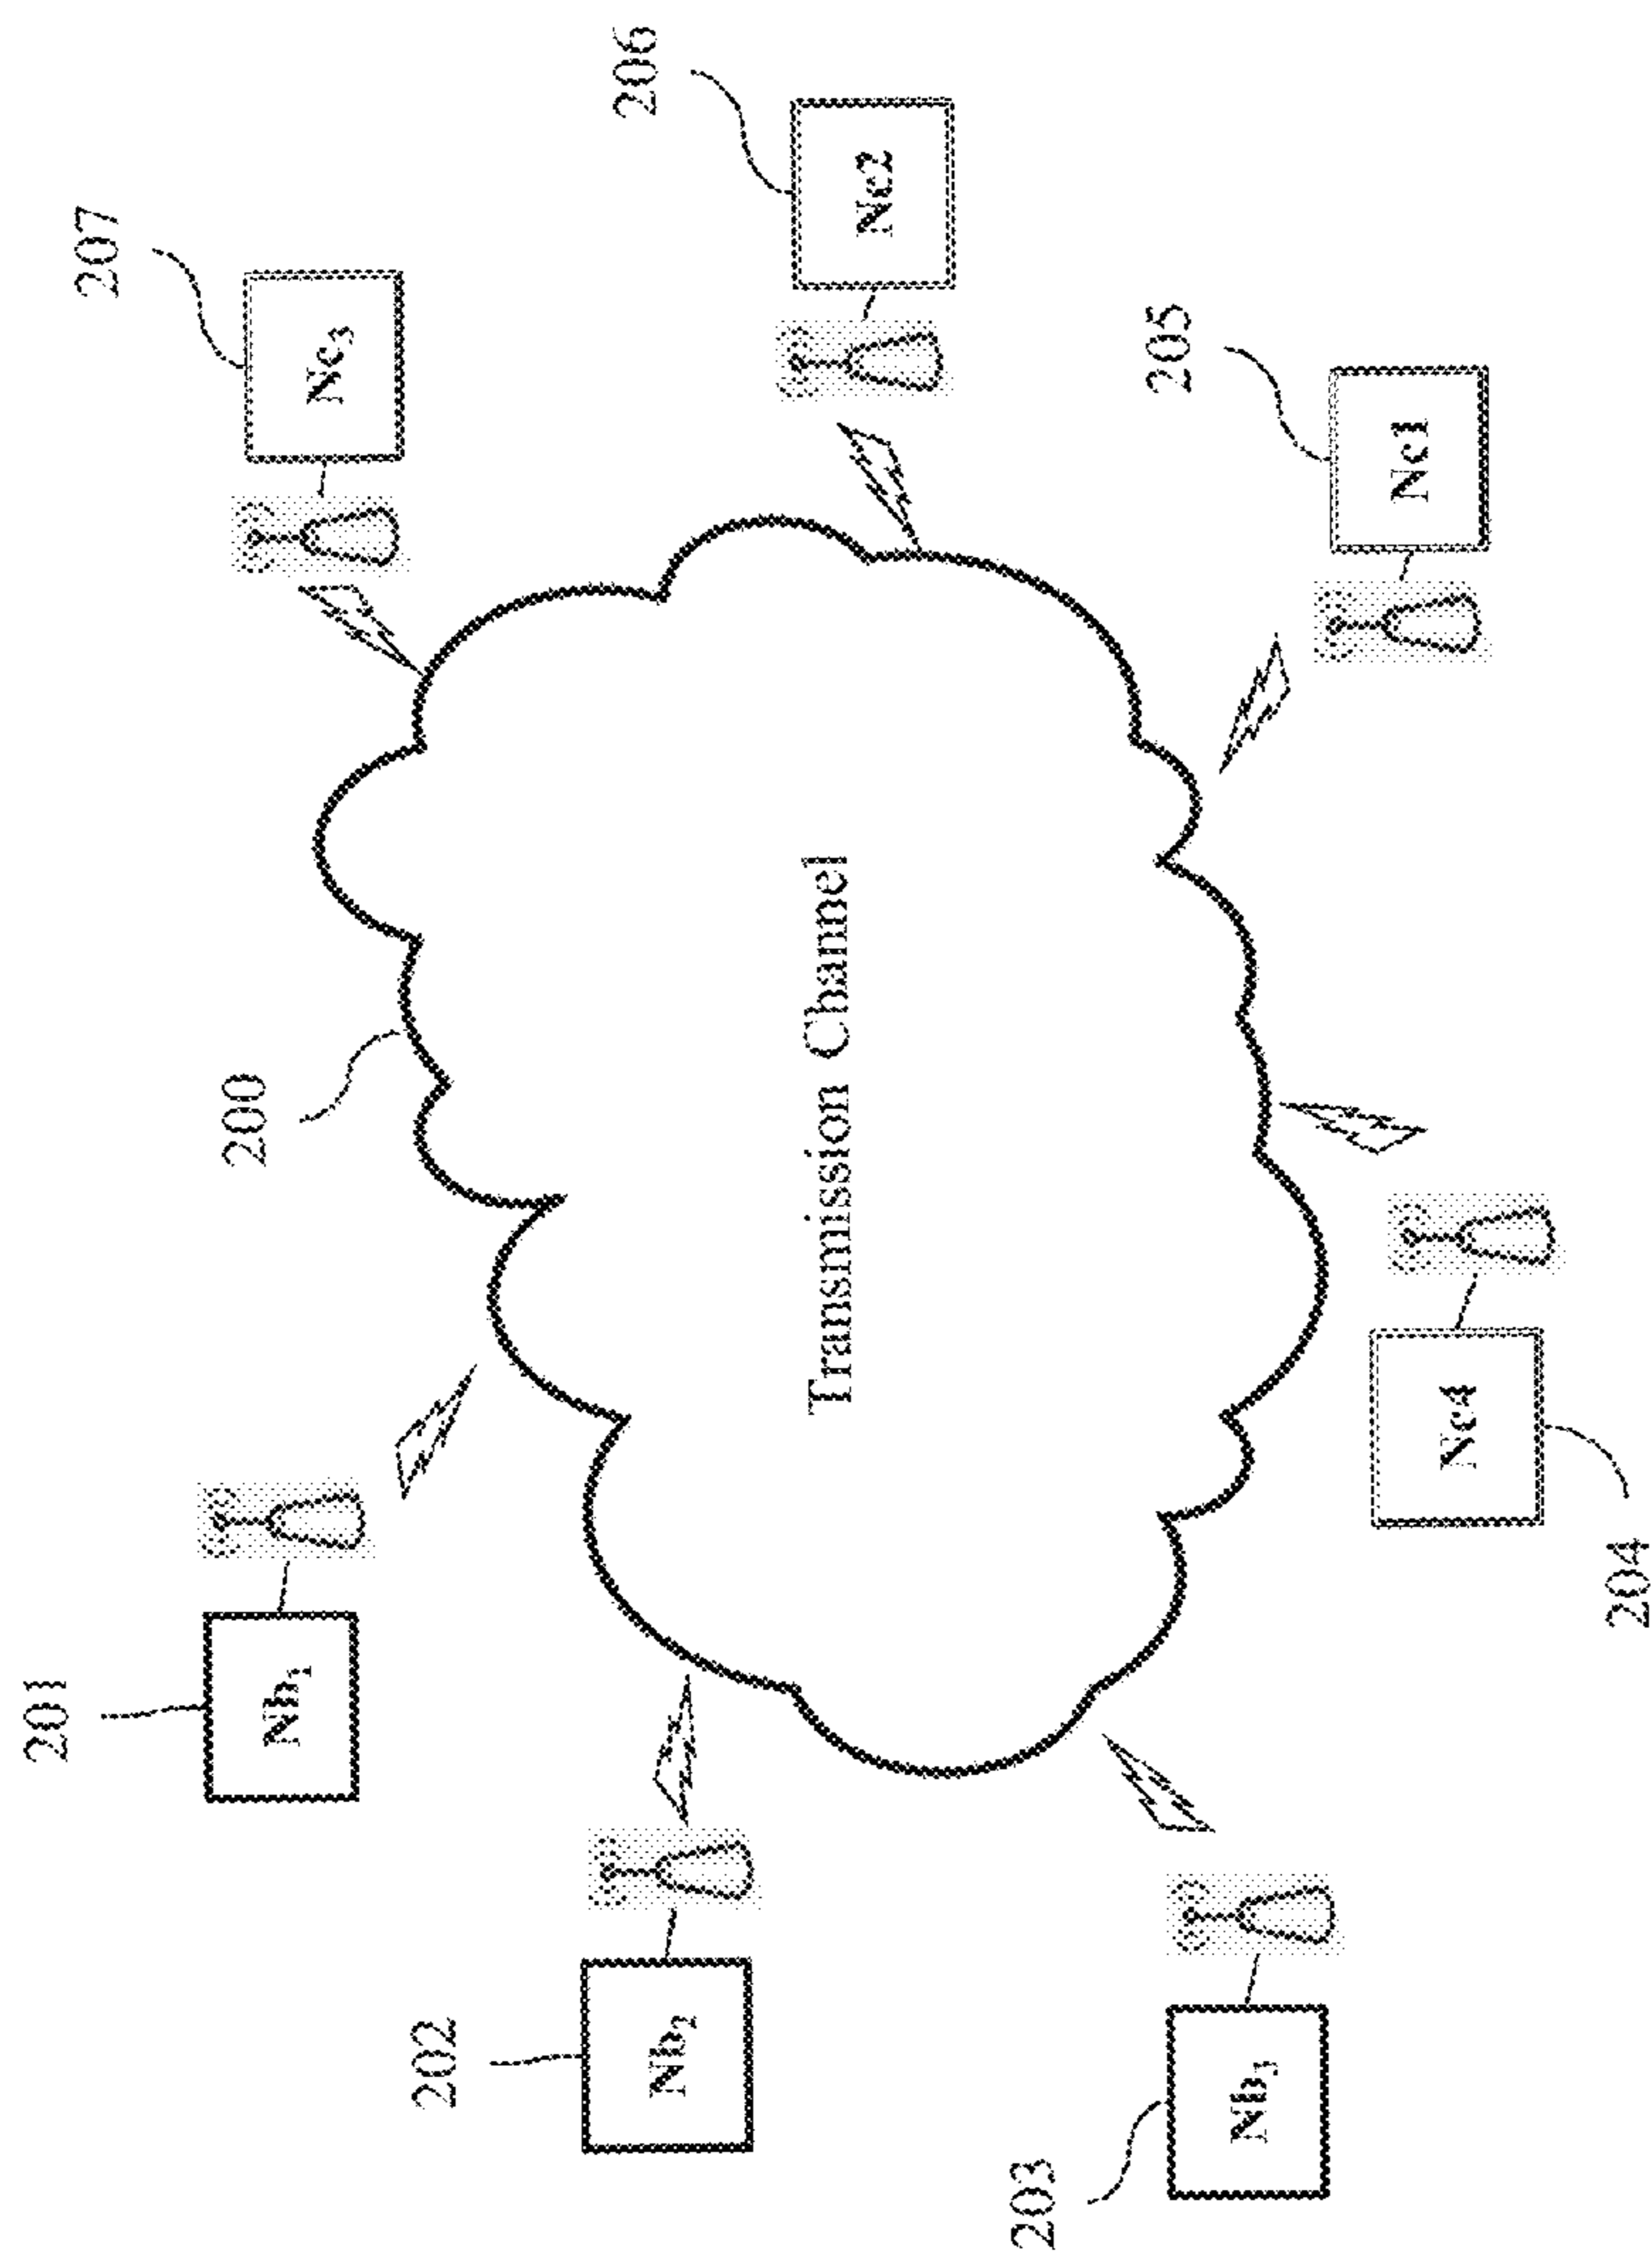 201
Nb1
202
Nb2
203
Nb3
200
Transmission Channel
207
Nc3
206
Nc2
205
Nc1
204
Nc4